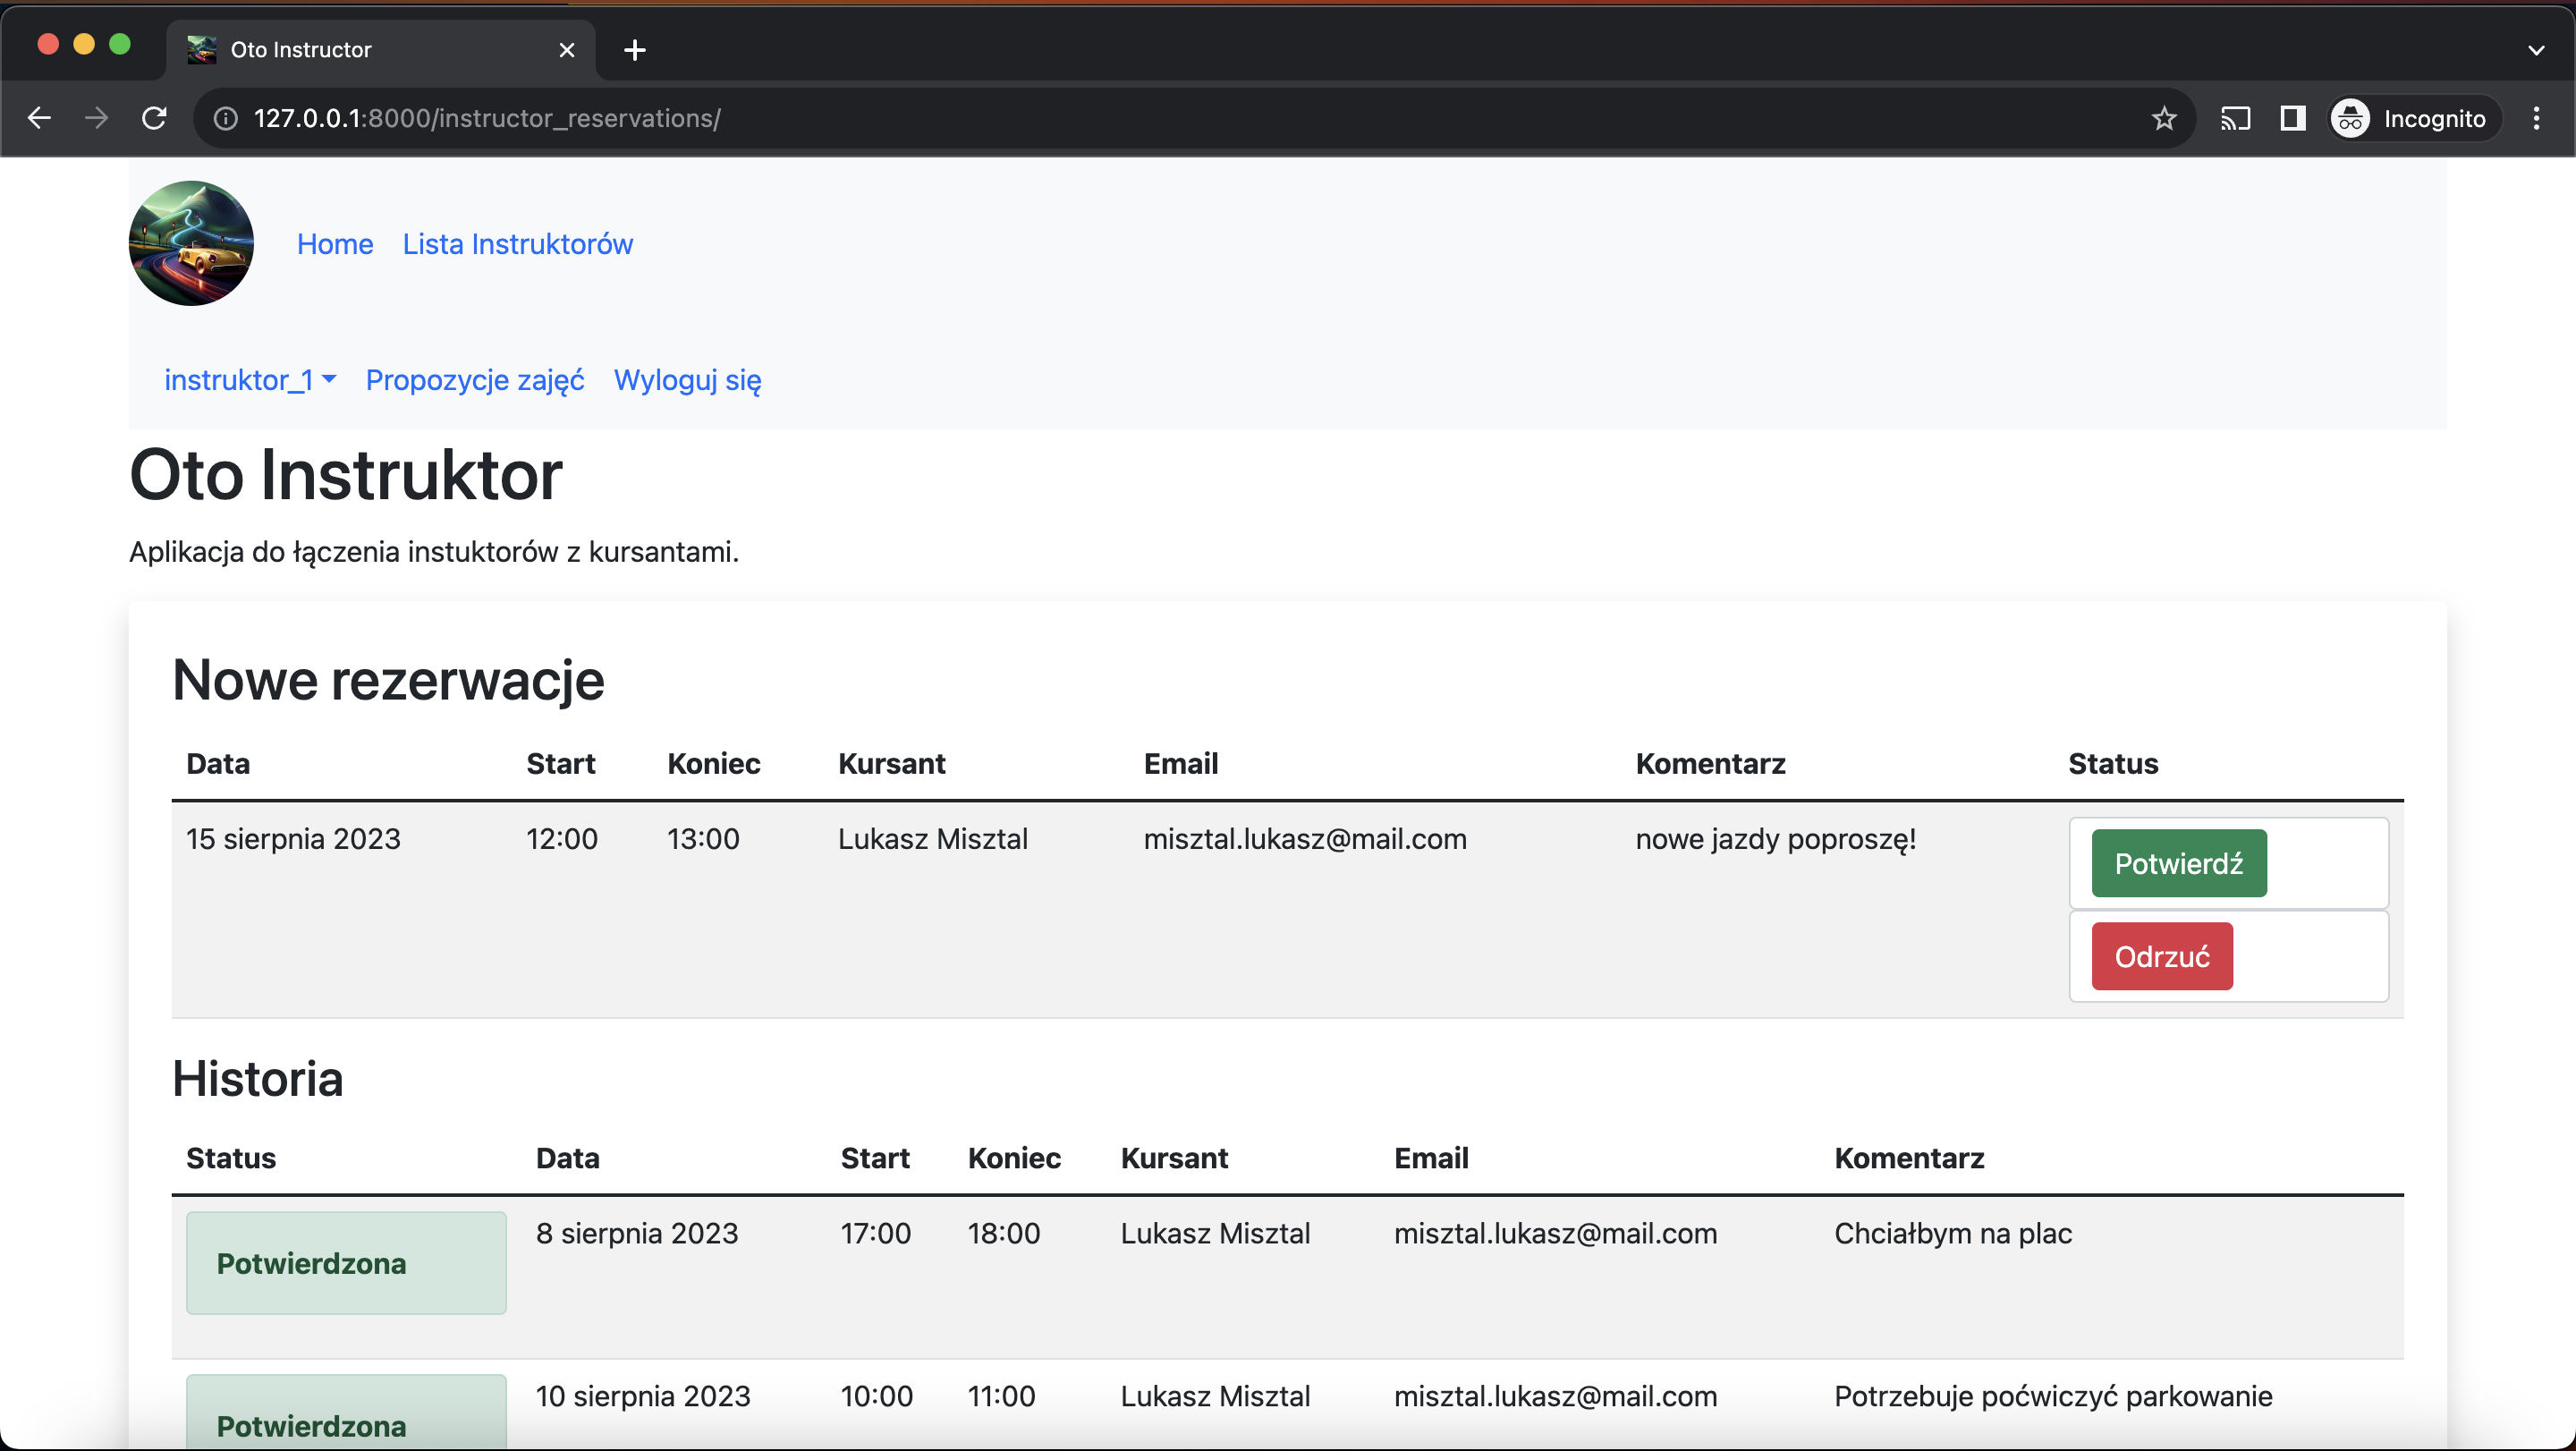 Oto Instructor
127.0.0.1:8000/instructor_reservations/
Incognito
Home Lista Instruktorów
instruktor_1 Propozycje zajęć Wyloguj się
Oto Instruktor
Aplikacja do łączenia instuktorów z kursantami.
Nowe rezerwacje
Data Start Koniec Kursant Email Komentarz Status
15 sierpnia 2023 12:00 13:00 Lukasz Misztal misztal.lukasz@mail.com nowe jazdy poproszę! Potwierdź
Odrzuć
Historia
Status Data Start Koniec Kursant Email Komentarz
Potwierdzona 8 sierpnia 2023 17:00 18:00 Lukasz Misztal misztal.lukasz@mail.com Chciałbym na plac
Potwierdzona 10 sierpnia 2023 10:00 11:00 Lukasz Misztal misztal.lukasz@mail.com Potrzebuje poćwiczyć parkowanie